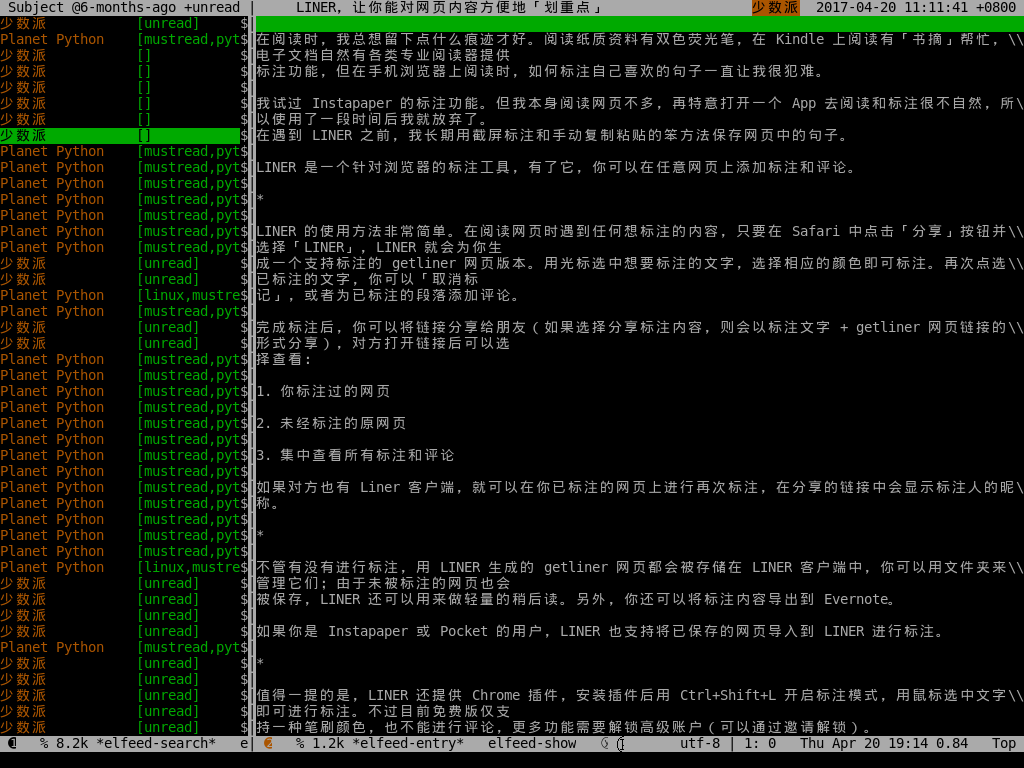 Subject @6-months-ago +unread | LINER，让你能对网页内容方便地「划重点」 少数派 2017-04-20 11:11:41 +0800
少数派 [unread] $
Planet Python [mustread,pyt$ 在阅读时，我总想留下点什么痕迹才好。阅读纸质资料有双色荧光笔，在 Kindle 上阅读有「书摘」帮忙，\\
少数派 [] $ 电子文档自然有各类专业阅读器提供
少数派 [] $ 标注功能，但在手机浏览器上阅读时，如何标注自己喜欢的句子一直让我很犯难。
少数派 [] $
少数派 [] $ 我试过 Instapaper 的标注功能。但我本身阅读网页不多，再特意打开一个 App 去阅读和标注很不自然，所\
少数派 [] $ 以使用了一段时间后我就放弃了。
少数派 [] $ 在遇到 LINER 之前，我长期用截屏标注和手动复制粘贴的笨方法保存网页中的句子。
Planet Python [mustread,pyt$
Planet Python [mustread,pyt$ LINER 是一个针对浏览器的标注工具，有了它，你可以在任意网页上添加标注和评论。
Planet Python [mustread,pyt$
Planet Python [mustread,pyt$ *
Planet Python [mustread,pyt$
Planet Python [mustread,pyt$ LINER 的使用方法非常简单。在阅读网页时遇到任何想标注的内容，只要在 Safari 中点击「分享」按钮并\\
Planet Python [mustread,pyt$ 选择「LINER」，LINER 就会为你生
少数派 [unread] $ 成一个支持标注的 getliner 网页版本。用光标选中想要标注的文字，选择相应的颜色即可标注。再次点选\\
少数派 [unread] $ 已标注的文字，你可以「取消标
Planet Python [linux,mustre$ 记」，或者为已标注的段落添加评论。
Planet Python [mustread,pyt$
少数派 [unread] $ 完成标注后，你可以将链接分享给朋友（如果选择分享标注内容，则会以标注文字 + getliner 网页链接的\\
少数派 [unread] $ 形式分享），对方打开链接后可以选
Planet Python [mustread,pyt$ 择查看：
Planet Python [mustread,pyt$
Planet Python [mustread,pyt$ 1. 你标注过的网页
Planet Python [mustread,pyt$
Planet Python [mustread,pyt$ 2. 未经标注的原网页
Planet Python [mustread,pyt$
Planet Python [mustread,pyt$ 3. 集中查看所有标注和评论
Planet Python [mustread,pyt$
Planet Python [mustread,pyt$ 如果对方也有 Liner 客户端，就可以在你已标注的网页上进行再次标注，在分享的链接中会显示标注人的昵\
Planet Python [mustread,pyt$ 称。
Planet Python [mustread,pyt$
Planet Python [mustread,pyt$ *
Planet Python [mustread,pyt$
Planet Python [linux,mustre$ 不管有没有进行标注，用 LINER 生成的 getliner 网页都会被存储在 LINER 客户端中，你可以用文件夹来\\
少数派 [unread] $ 管理它们；由于未被标注的网页也会
少数派 [unread] $ 被保存，LINER 还可以用来做轻量的稍后读。另外，你还可以将标注内容导出到 Evernote。
少数派 [unread] $
少数派 [unread] $ 如果你是 Instapaper 或 Pocket 的用户，LINER 也支持将已保存的网页导入到 LINER 进行标注。
Planet Python [mustread,pyt$
少数派 [unread] $ *
少数派 [unread] $
少数派 [unread] $ 值得一提的是，LINER 还提供 Chrome 插件，安装插件后用 Ctrl+Shift+L 开启标注模式，用鼠标选中文字\\
少数派 [unread] $ 即可进行标注。不过目前免费版仅支
少数派 [unread] $ 持一种笔刷颜色，也不能进行评论，更多功能需要解锁高级账户（可以通过邀请解锁）。
❶ % 8.2k *elfeed-search* e| ❷ % 1.2k *elfeed-entry* elfeed-show utf-8 | 1: 0 Thu Apr 20 19:14 0.84 Top